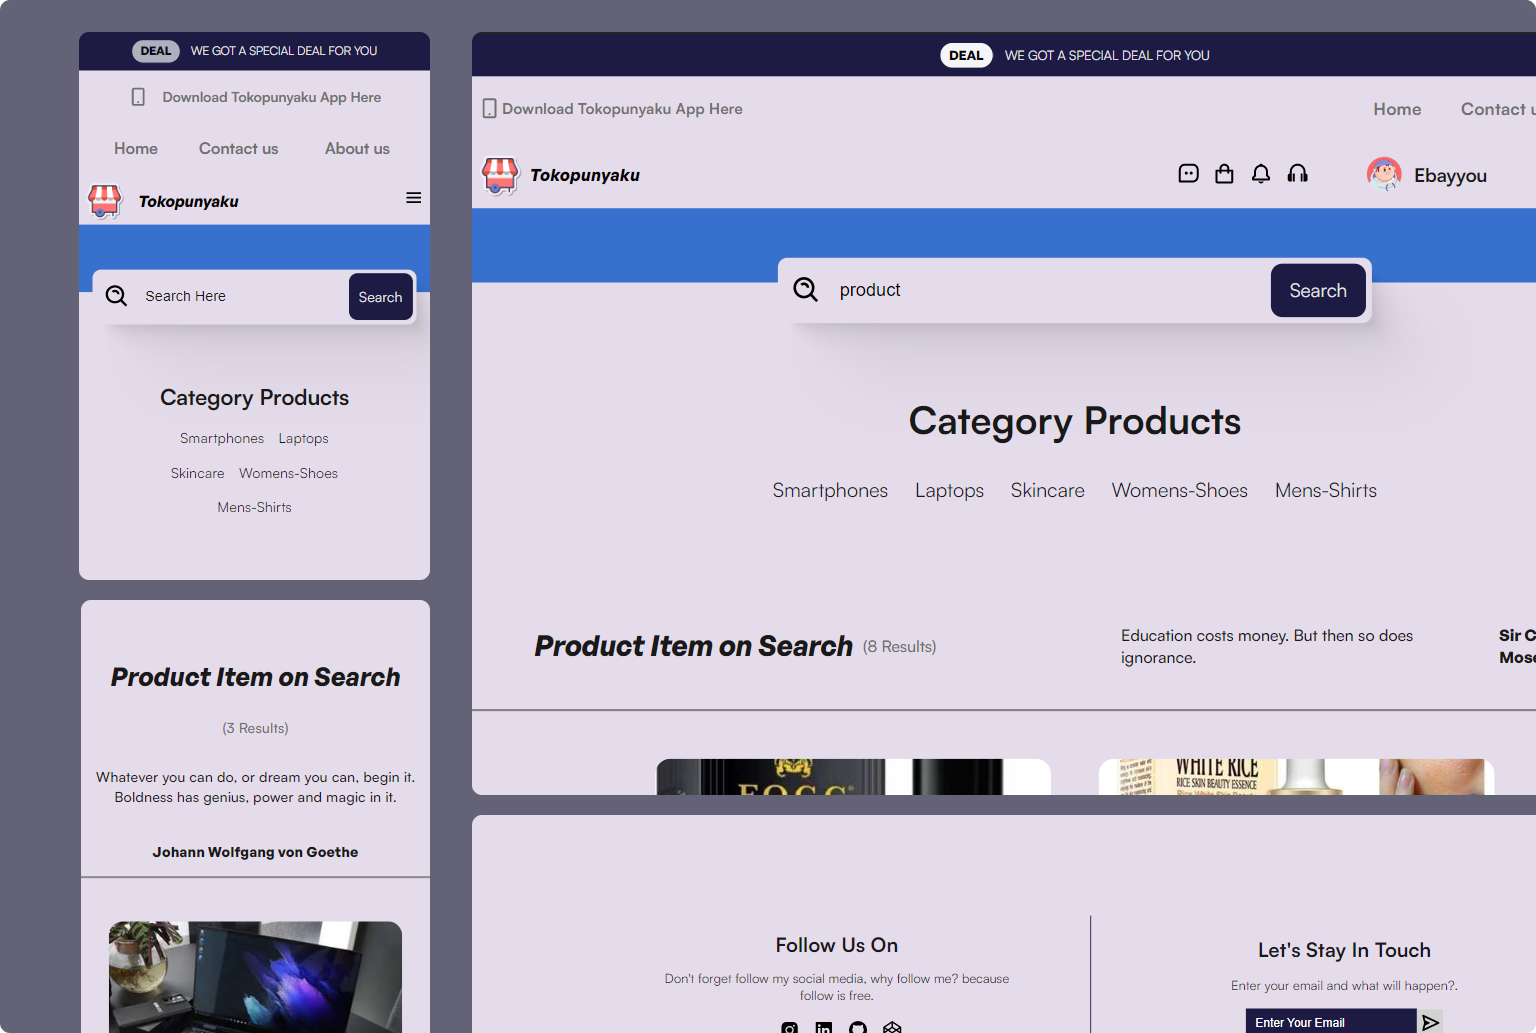 DEAL WE GOT A SPECIAL DEAL FOR YOU
Download Tokopunyaku App Here
Home Contact us About us
Tokopunyaku
Search Here Search
Category Products
Smartphones Laptops
Skincare Womens-Shoes
Mens-Shirts
Product Item on Search
(3 Results)
Whatever you can do, or dream you can, begin it.
Boldness has genius, power and magic in it.
Johann Wolfgang von Goethe
DEAL WE GOT A SPECIAL DEAL FOR YOU
Download Tokopunyaku App Here Home Contact u
Tokopunyaku Ebayyou
product Search
Category Products
Smartphones Laptops Skincare Womens-Shoes Mens-Shirts
Product Item on Search (8 Results)
Education costs money. But then so does
ignorance.
Sir C
Mose
FOGG
WHITE RICE
RICE SKIN BEAUTY ESSENCE
Follow Us On
Don't forget follow my social media, why follow me? because
follow is free.
Let's Stay In Touch
Enter your email and what will happen?.
Enter Your Email